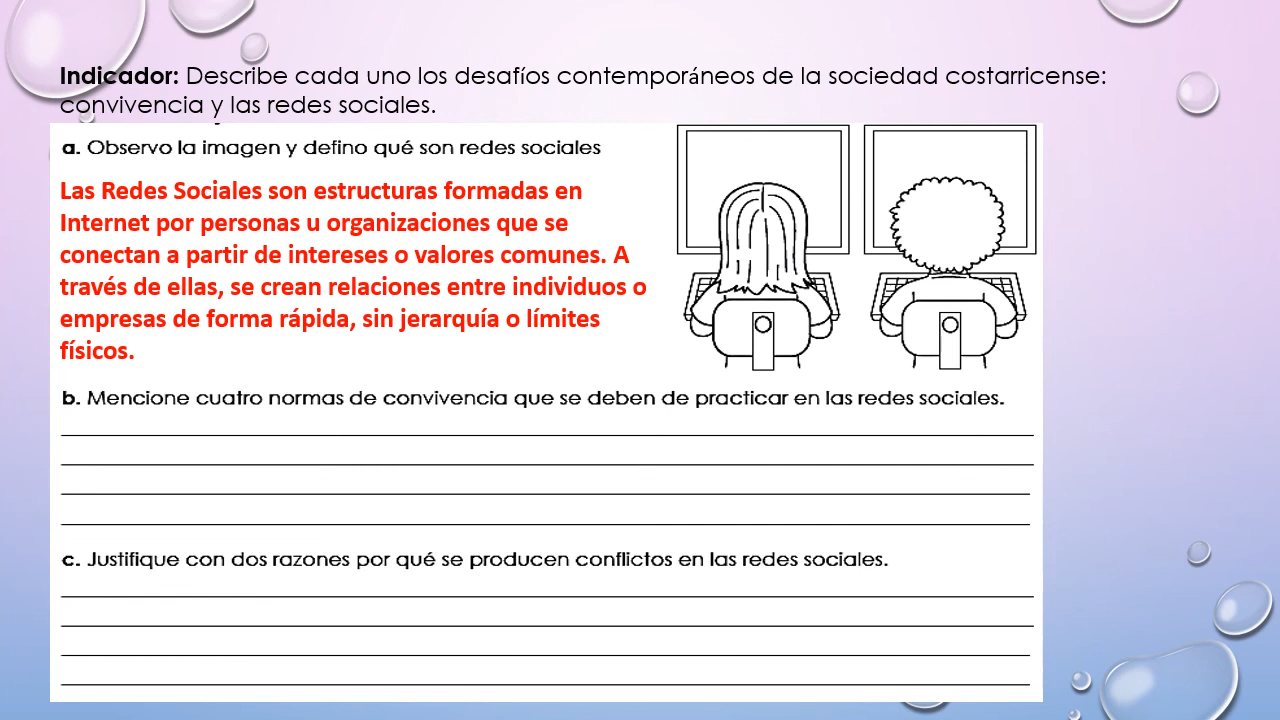 Indicador: Describe cada uno los desafíos contemporáneos de la sociedad costarricense:
convivencia y las redes sociales.
a. Observo la imagen y defino qué son redes sociales
Las Redes Sociales son estructuras formadas en
Internet por personas u organizaciones que se
conectan a partir de intereses o valores comunes. A
través de ellas, se crean relaciones entre individuos o
empresas de forma rápida, sin jerarquía o límites
físicos.
b. Mencione cuatro normas de convivencia que se deben de practicar en las redes sociales.
c. Justifique con dos razones por qué se producen conflictos en las redes sociales.